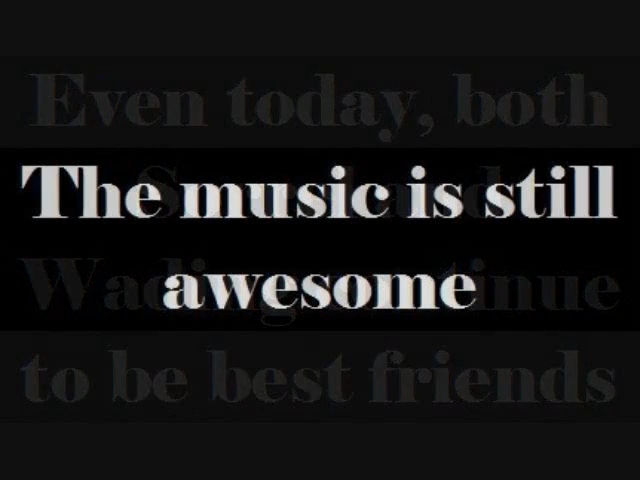 Even today, both
The music is still
awesome
to be best friends